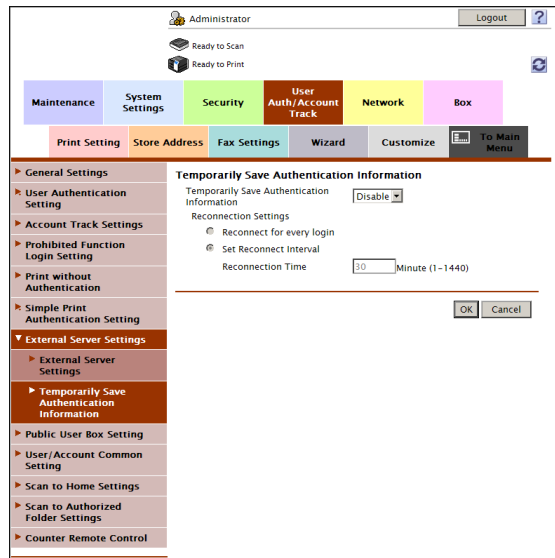 Administrator
Logout
?
Ready to Scan
Ready to Print
Maintenance
System
Settings
Security
User
Auth/Account
Track
Network
Box
Print Setting
Store Address
Fax Settings
Wizard
Customize
To Main
Menu
General Settings
User Authentication
Setting
Account Track Settings
Prohibited Function
Login Setting
Print without
Authentication
Simple Print
Authentication Setting
External Server Settings
External Server
Settings
Temporarily Save
Authentication
Information
Public User Box Setting
User/Account Common
Setting
Scan to Home Settings
Scan to Authorized
Folder Settings
Counter Remote Control
Temporarily Save Authentication Information
Temporarily Save Authentication
Information
Disable
Reconnection Settings
Reconnect for every login
Set Reconnect Interval
Reconnection Time
30
Minute (1-1440)
OK
Cancel